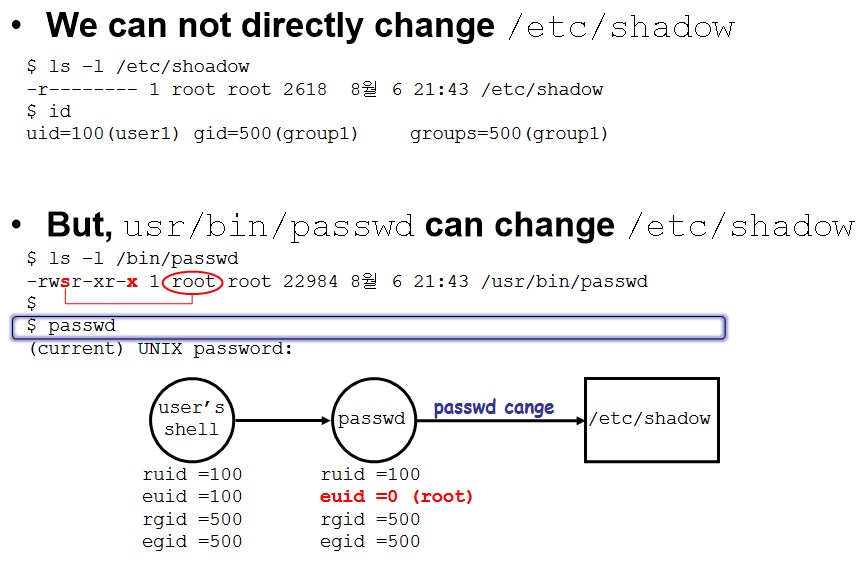 • We can not directly change /etc/shadow
$ ls –l /etc/shoadow
-r-------- 1 root root 2618  8월 6 21:43 /etc/shadow
$ id
uid=100(user1) gid=500(group1)    groups=500(group1)
• But, usr/bin/passwd can change /etc/shadow
$ ls –l /bin/passwd
-rwsr-xr-x 1 root root 22984 8월 6 21:43 /usr/bin/passwd
$
$ passwd
(current) UNIX password:
user’s
shell
passwd
passwd cange
/etc/shadow
ruid =100
euid =100
rgid =500
egid =500
ruid =100
euid =0 (root)
rgid =500
egid =500